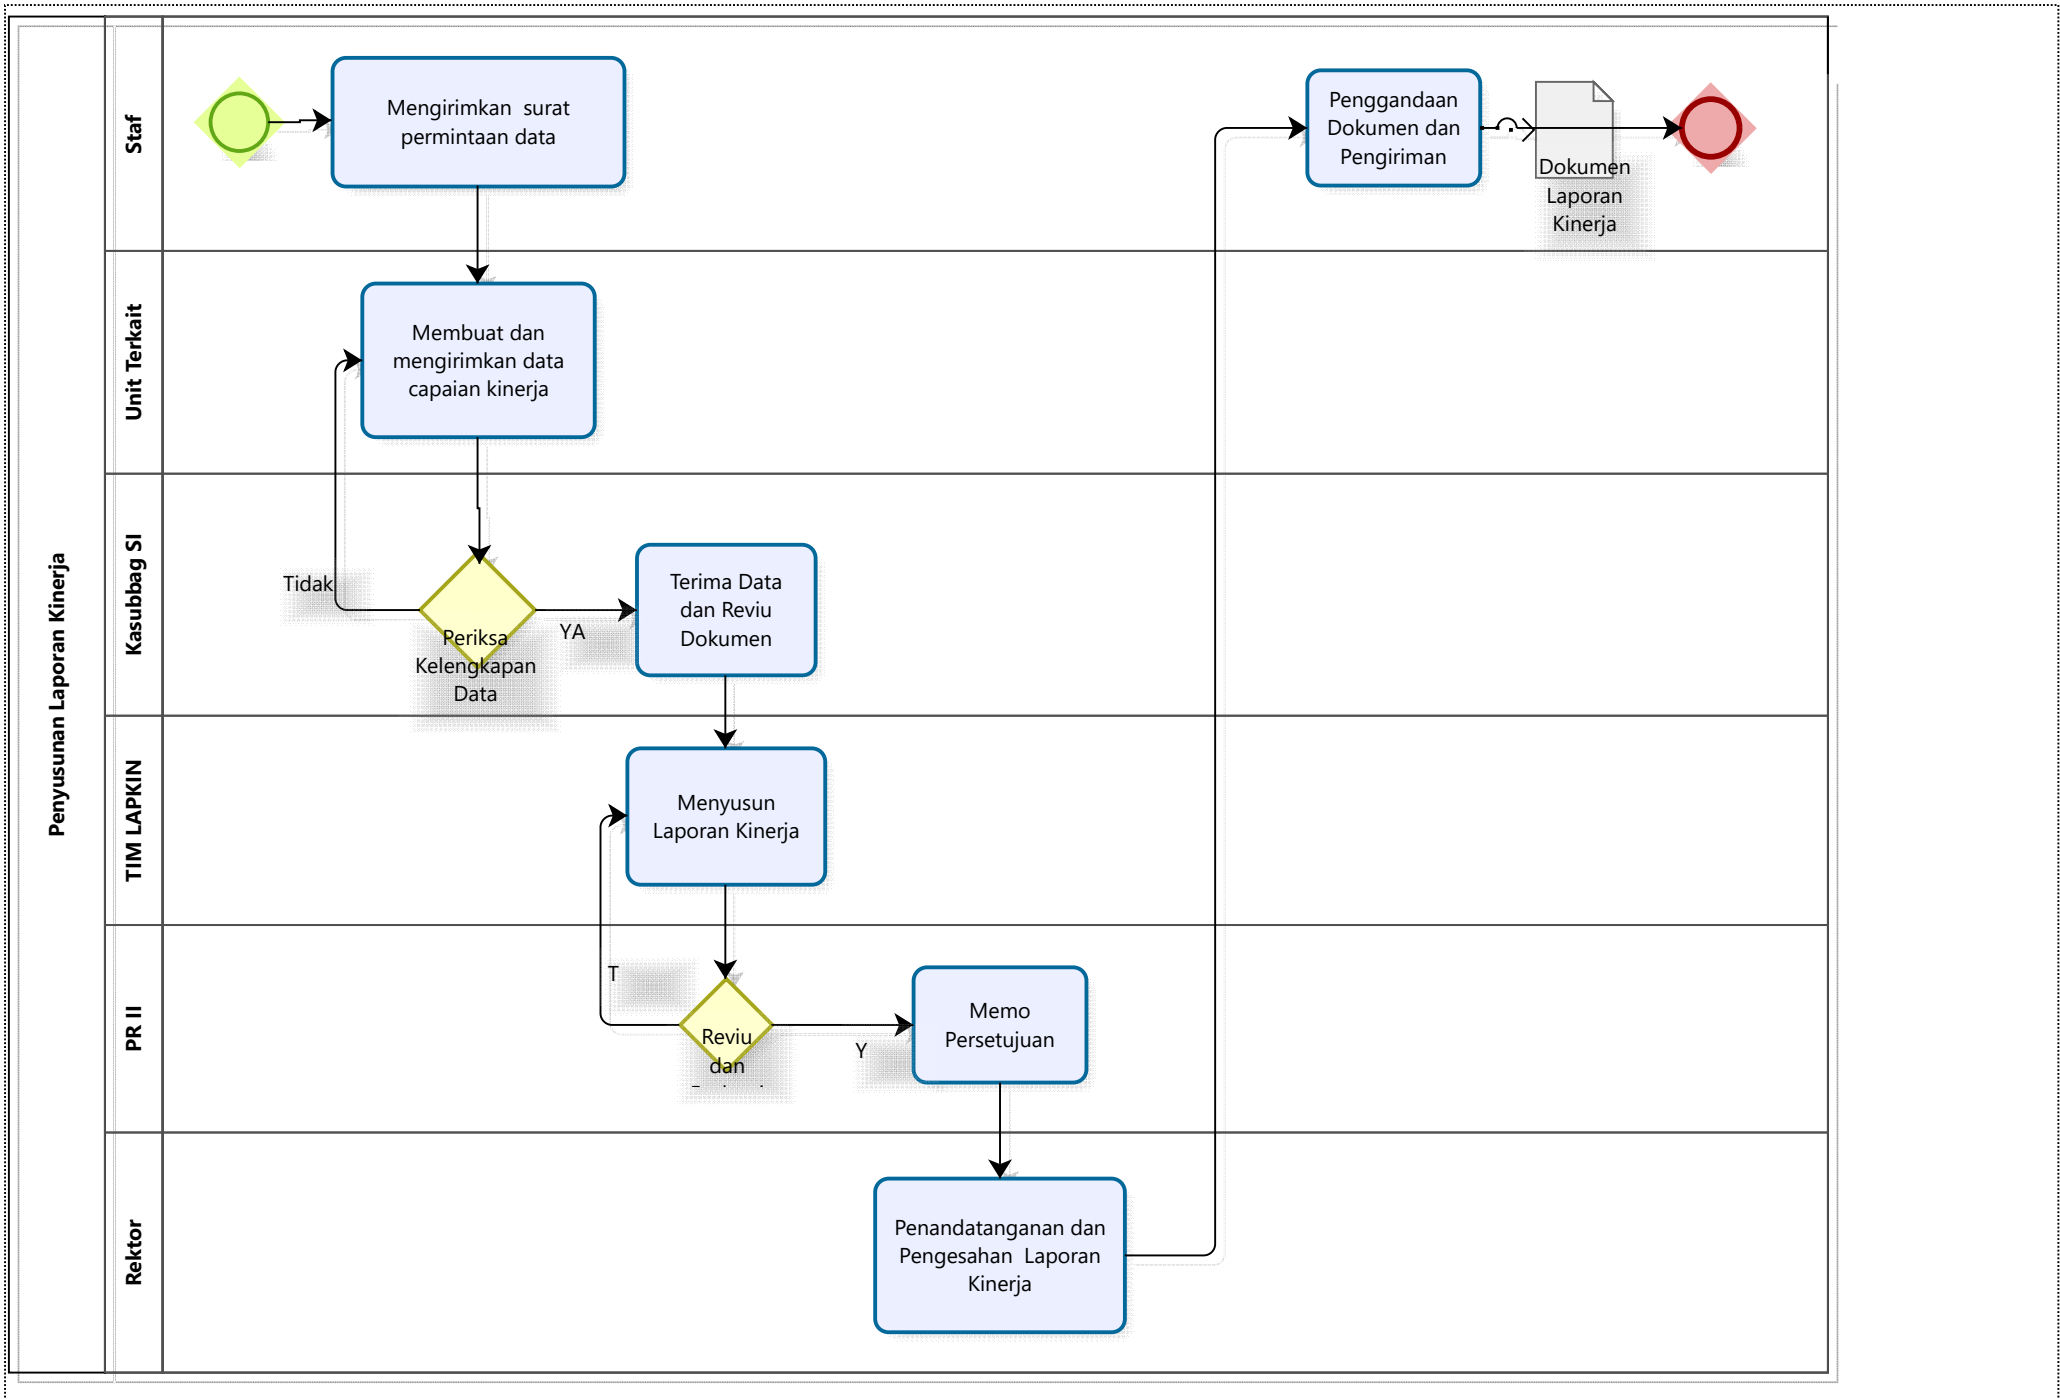 Penyusunan Laporan Kinerja
Staf
Mengirimkan  surat
permintaan data
Penggandaan
Dokumen dan
Pengiriman
Dokumen
Laporan
Kinerja
Unit Terkait
Membuat dan
mengirimkan data
capaian kinerja
Kasubbag SI
Tidak
Periksa
Kelengkapan
Data
YA
Terima Data
dan Reviu
Dokumen
TIM LAPKIN
Menyusun
Laporan Kinerja
PR II
T
Reviu
dan
Y
Memo
Persetujuan
Rektor
Penandatanganan dan
Pengesahan  Laporan
Kinerja